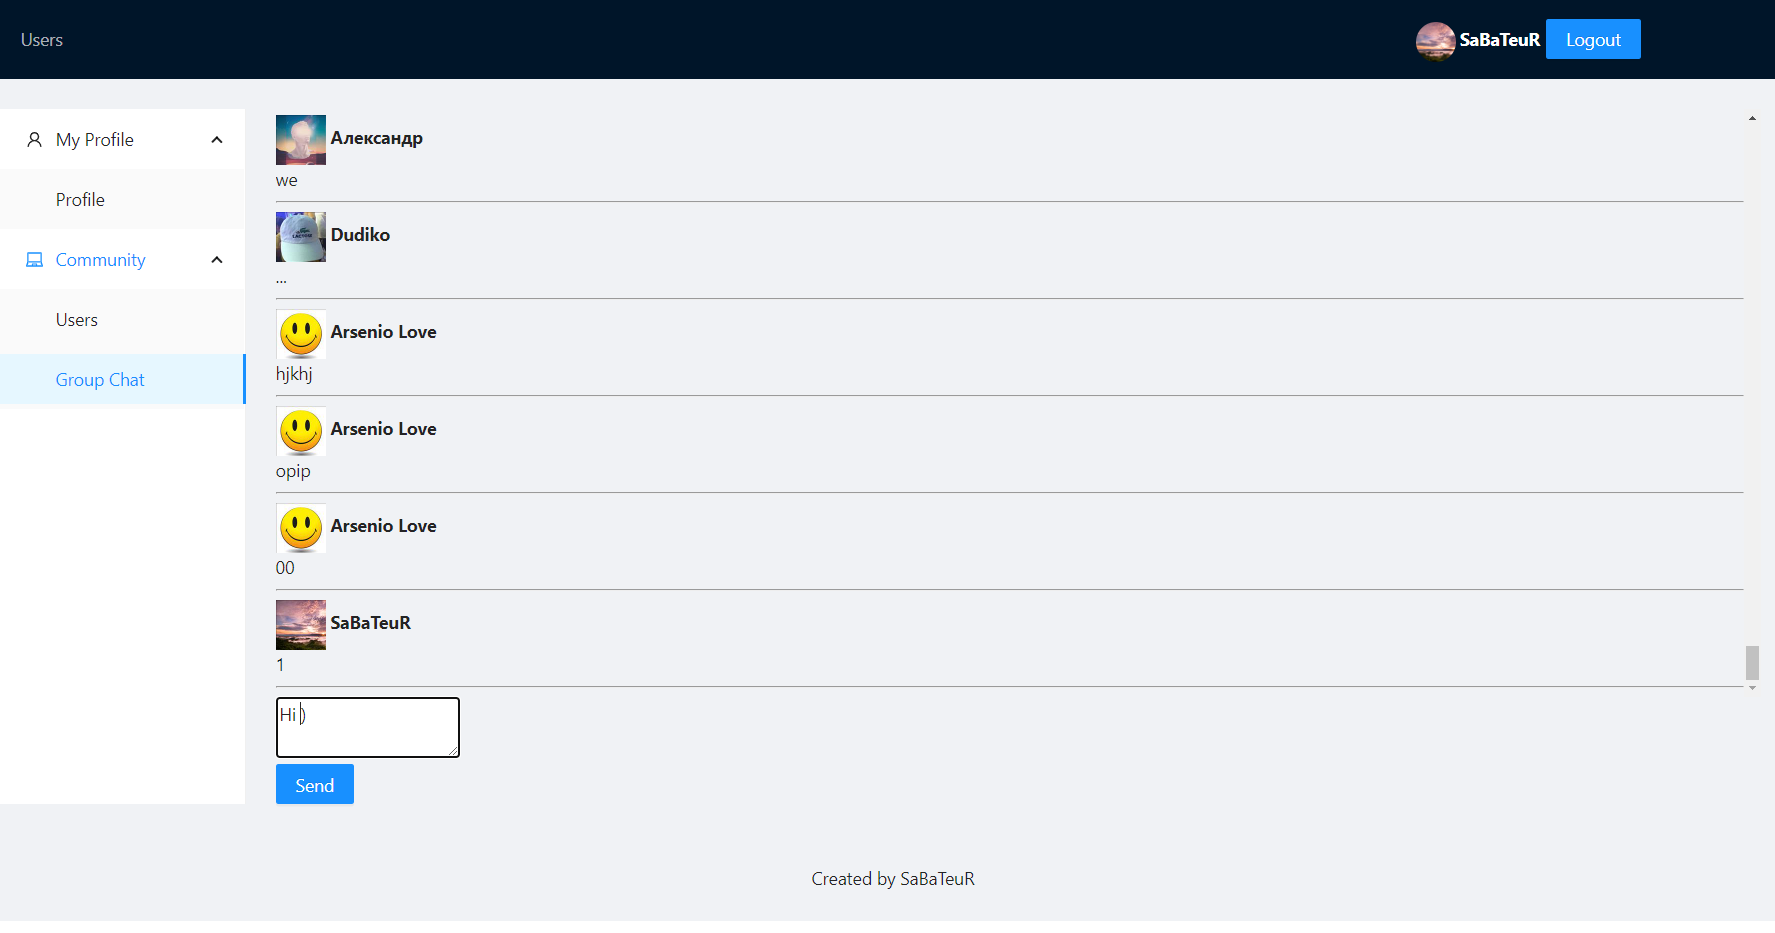 Users
SaBaTeuR Logout
My Profile
Profile
Community
Users
Group Chat
Александр
we
Dudiko
...
Arsenio Love
hjkhj
Arsenio Love
opip
Arsenio Love
00
SaBaTeuR
1
Hi )
Send
Created by SaBaTeuR